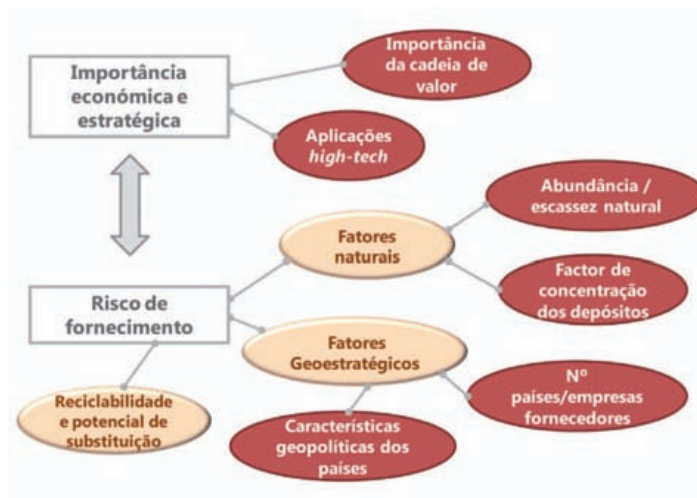 Importância
económica e
estratégica
Importância
da cadeia de
valor
Aplicações
high-tech
Abundância /
escassez natural
Fatores
naturais
Factor de
concentração
dos depósitos
Risco de
fornecimento
Fatores
Geoestratégicos
Nº
países/empresas
fornecedores
Reciclabilidade
e potencial de
substituição
Características
geopolíticas dos
países